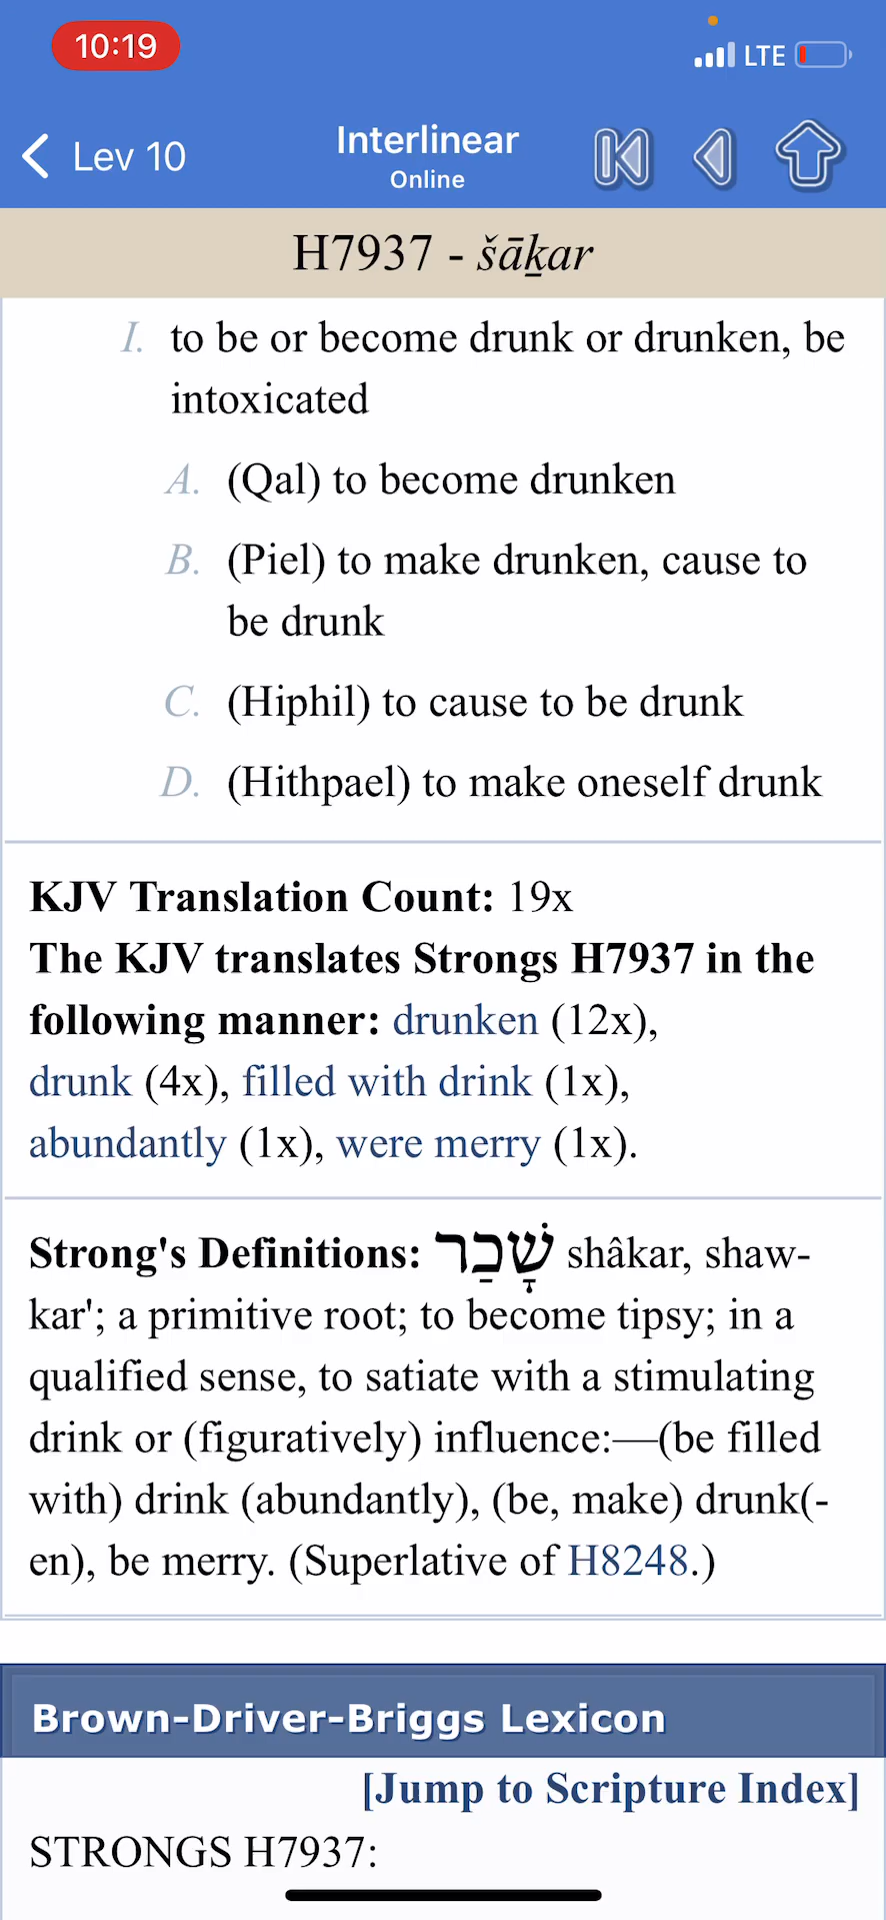 10:19
LTE
Lev 10
Interlinear
Online
H7937 - šāḵar
I. to be or become drunk or drunken, be
intoxicated
A. (Qal) to become drunken
B. (Piel) to make drunken, cause to
be drunk
C. (Hiphil) to cause to be drunk
D. (Hithpael) to make oneself drunk
KJV Translation Count: 19x
The KJV translates Strongs H7937 in the
following manner: drunken (12x),
drunk (4x), filled with drink (1x),
abundantly (1x), were merry (1x).
Strong's Definitions: שָׁכַר shâkar, shaw-
kar'; a primitive root; to become tipsy; in a
qualified sense, to satiate with a stimulating
drink or (figuratively) influence:—(be filled
with) drink (abundantly), (be, make) drunk(-
en), be merry. (Superlative of H8248.)
Brown-Driver-Briggs Lexicon
[Jump to Scripture Index]
STRONGS H7937: